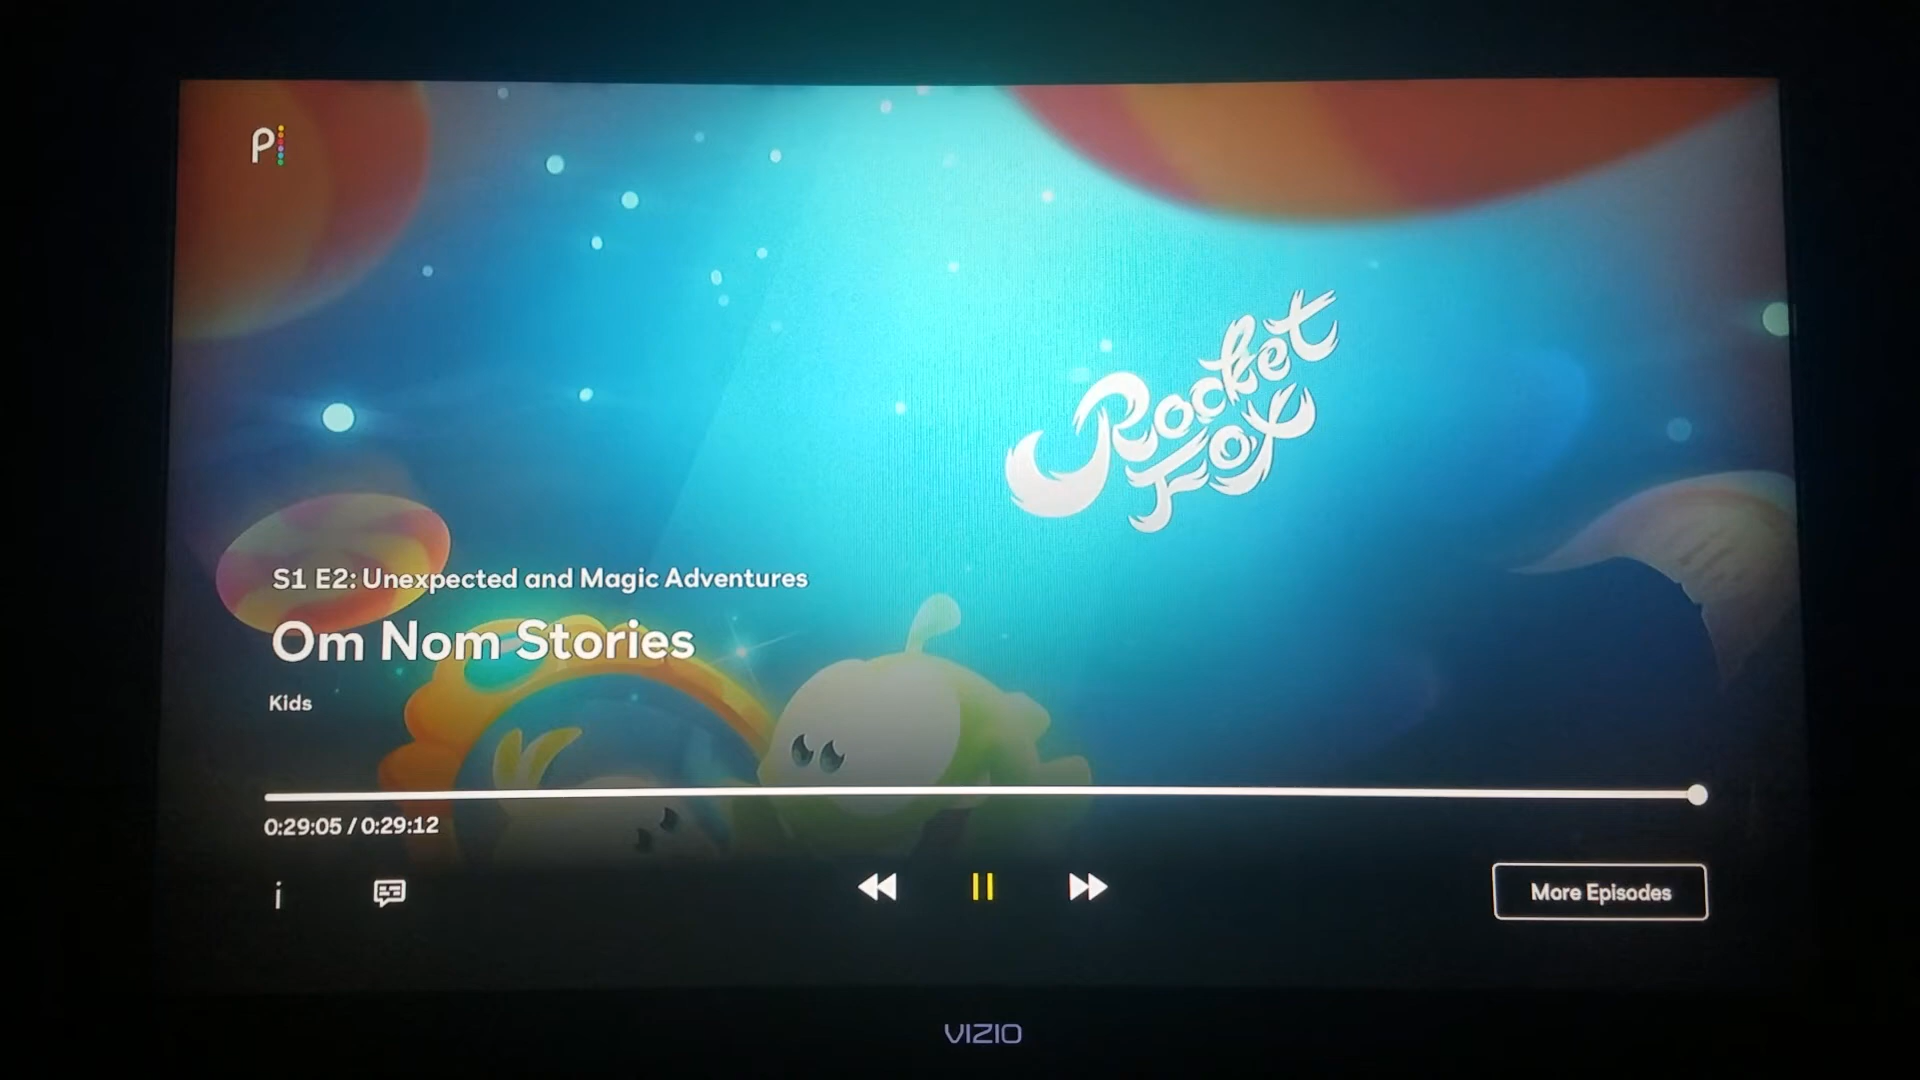 Pi
Rocket
Fox
S1 E2: Unexpected and Magic Adventures
Om Nom Stories
Kids
0:29:05 / 0:29:12
i
More Episodes
VIZIO